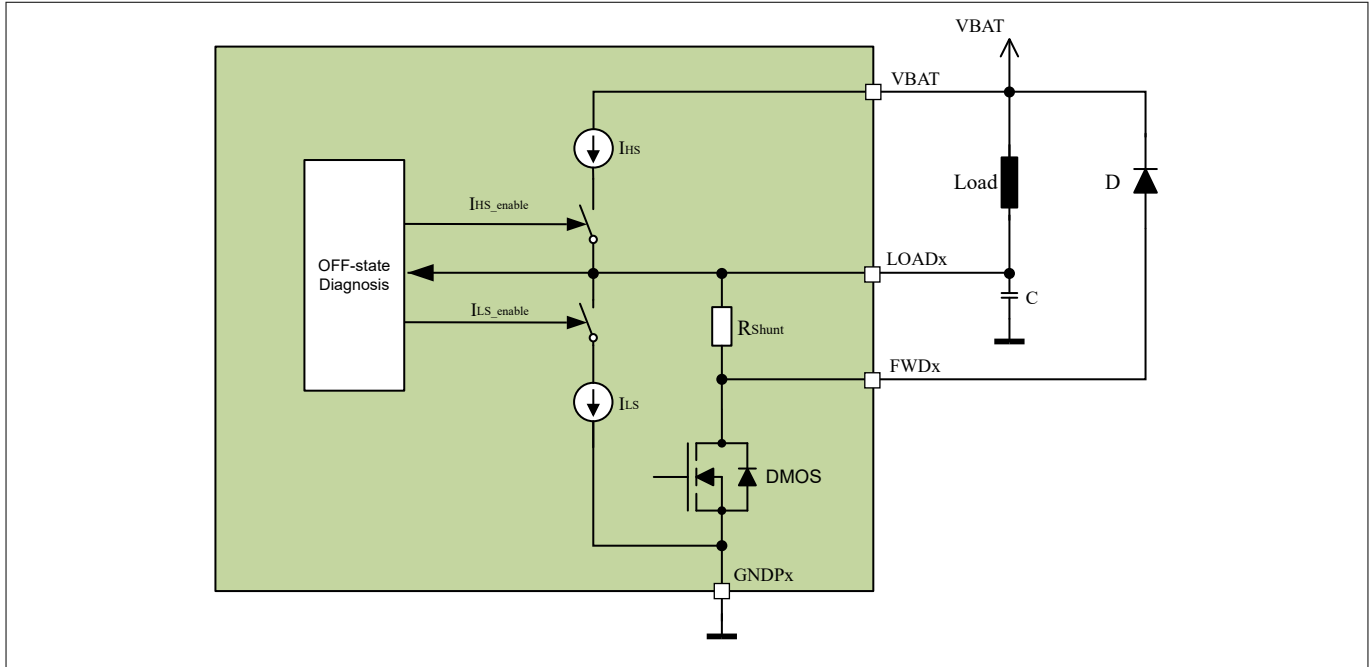 VBAT
VBAT
IHS
Load
D
IHS_enable
OFF-state
Diagnosis
LOADx
C
ILS_enable
RShunt
FWDx
ILS
DMOS
GNDPx